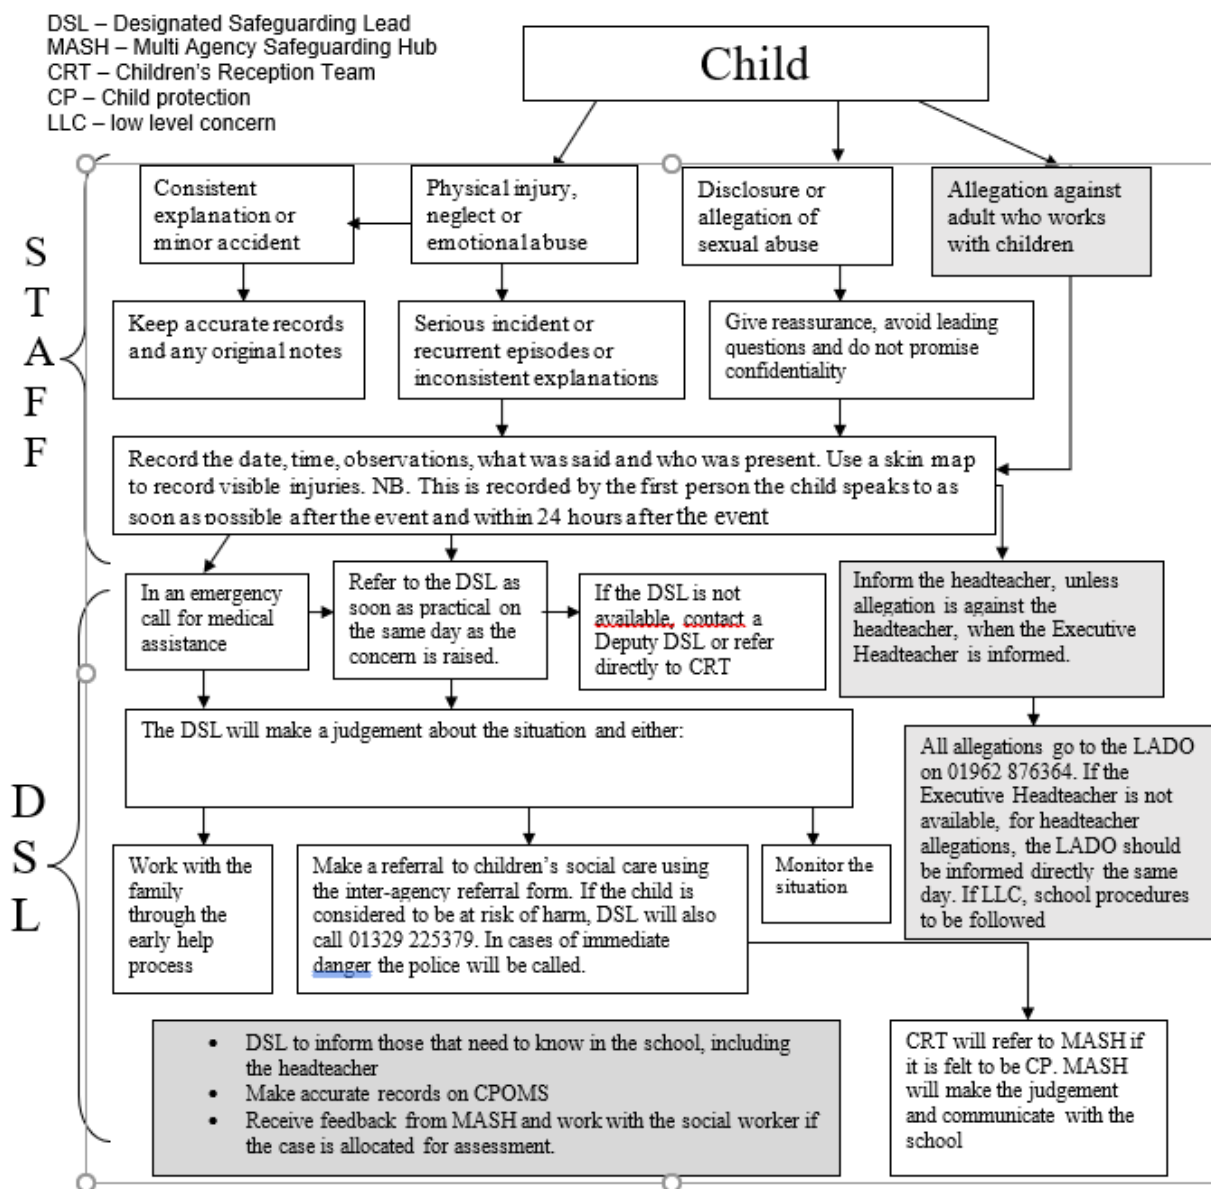 DSL – Designated Safeguarding Lead
MASH – Multi Agency Safeguarding Hub
CRT – Children's Reception Team
CP – Child protection
LLC – low level concern
Child
S
T
A
F
F
Consistent
explanation or
minor accident
Physical injury,
neglect or
emotional abuse
Disclosure or
allegation of
sexual abuse
Allegation against
adult who works
with children
Keep accurate records
and any original notes
Serious incident or
recurrent episodes or
inconsistent explanations
Give reassurance, avoid leading
questions and do not promise
confidentiality
Record the date, time, observations, what was said and who was present. Use a skin map
to record visible injuries. NB. This is recorded by the first person the child speaks to as
soon as possible after the event and within 24 hours after the event
D
S
L
In an emergency
call for medical
assistance
Refer to the DSL as
soon as practical on
the same day as the
concern is raised.
If the DSL is not
available, contact a
Deputy DSL or refer
directly to CRT
Inform the headteacher, unless
allegation is against the
headteacher, when the Executive
Headteacher is informed.
The DSL will make a judgement about the situation and either:
All allegations go to the LADO
on 01962 876364. If the
Executive Headteacher is not
available, for headteacher
allegations, the LADO should
be informed directly the same
day. If LLC, school procedures
to be followed
Work with the
family
through the
early help
process
Make a referral to children's social care using
the inter-agency referral form. If the child is
considered to be at risk of harm, DSL will also
call 01329 225379. In cases of immediate
danger the police will be called.
Monitor the
situation
• DSL to inform those that need to know in the school, including
the headteacher
• Make accurate records on CPOMS
• Receive feedback from MASH and work with the social worker if
the case is allocated for assessment.
CRT will refer to MASH if
it is felt to be CP. MASH
will make the judgement
and communicate with the
school